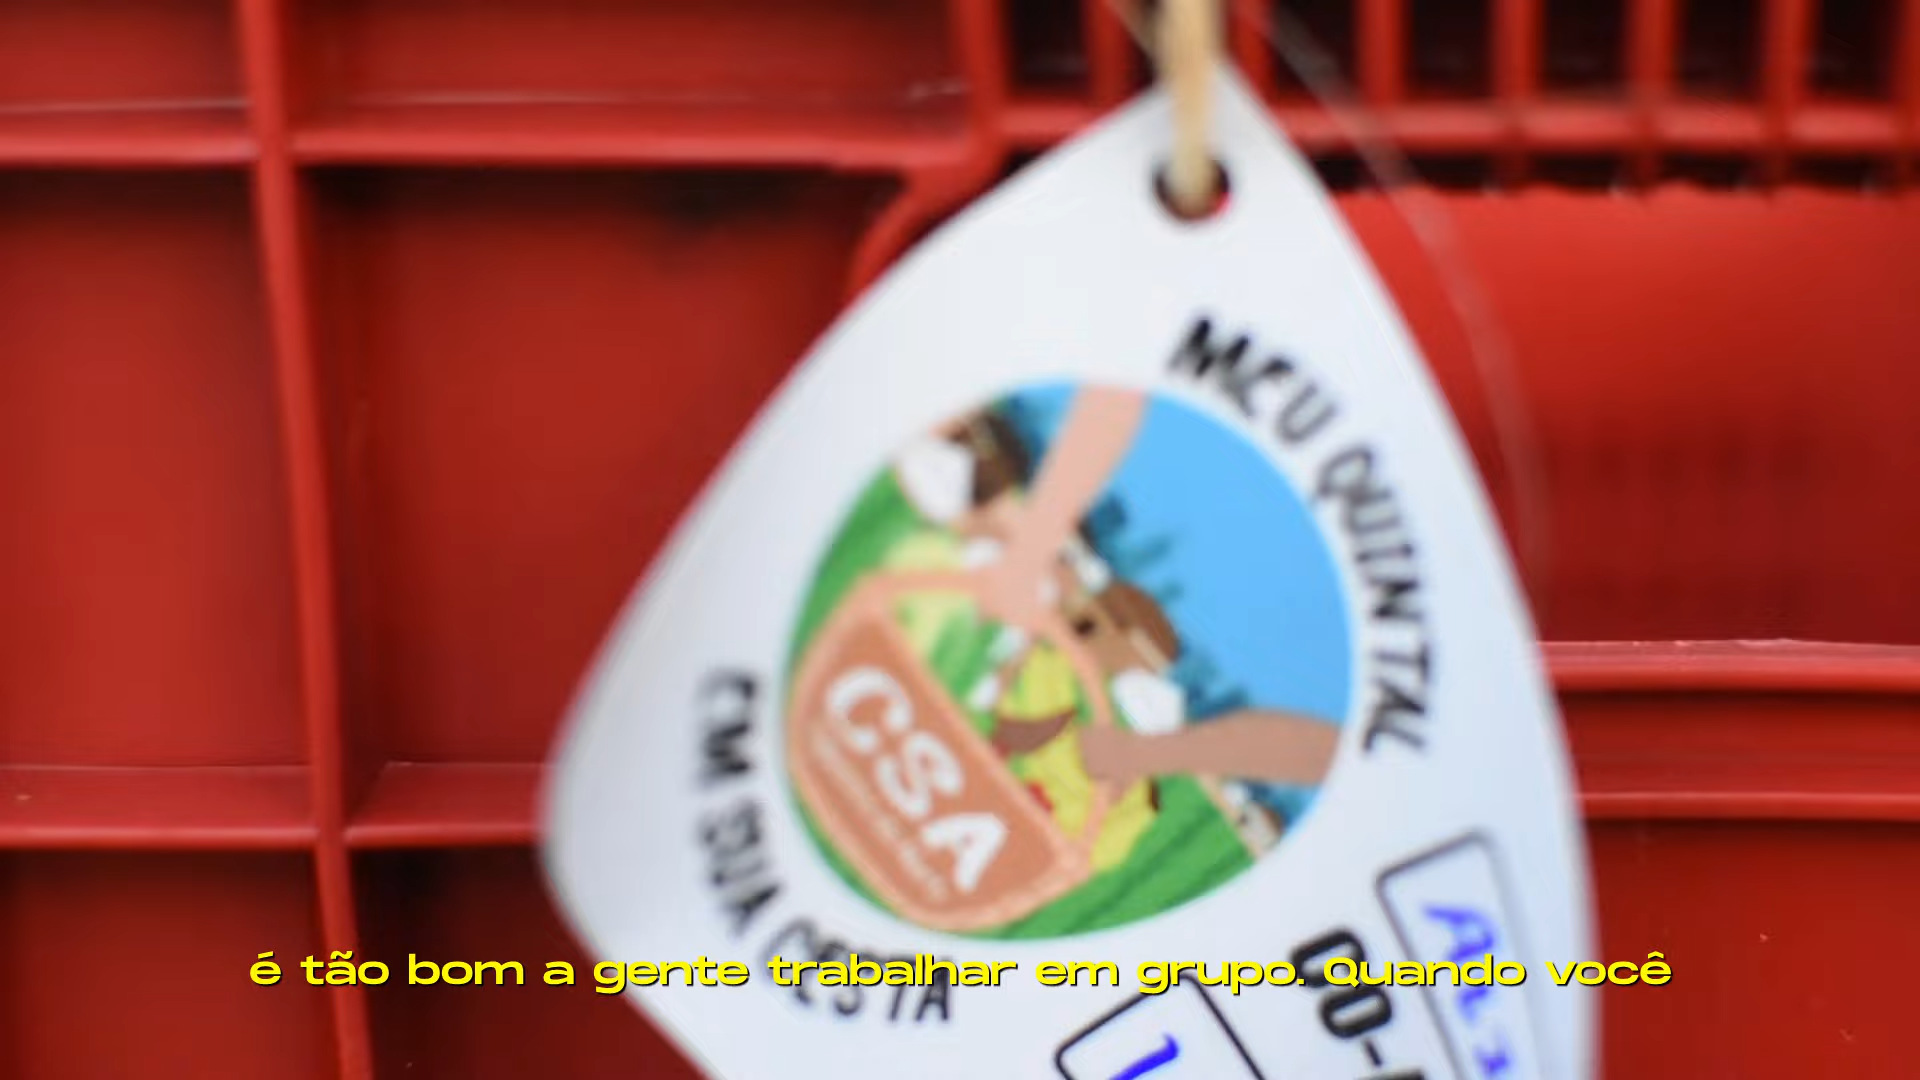 MEU QUINTAL
EM SUA CESTA
CSA
é tão bom a gente trabalhar em grupo. Quando você